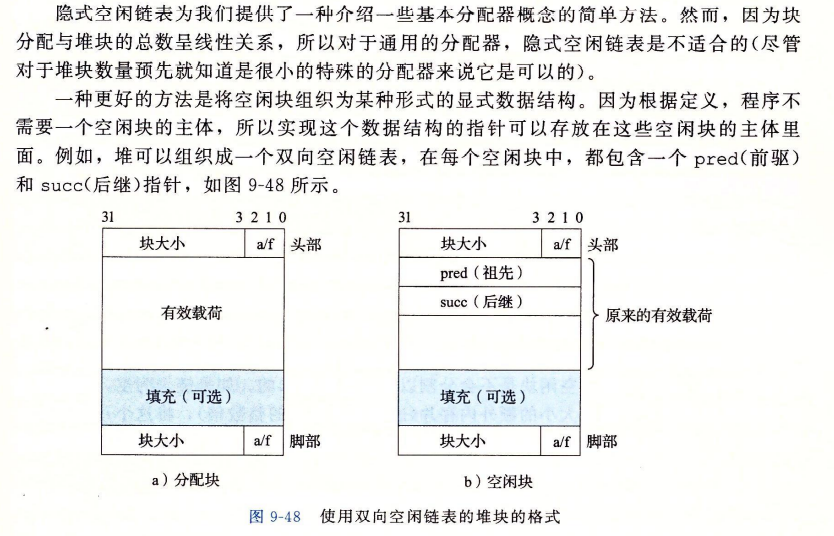 隐式空闲链表为我们提供了一种介绍一些基本分配器概念的简单方法。然而，因为块
分配与堆块的总数呈线性关系，所以对于通用的分配器，隐式空闲链表是不适合的(尽管
对于堆块数量预先就知道是很小的特殊的分配器来说它是可以的)。
一种更好的方法是将空闲块组织为某种形式的显式数据结构。因为根据定义，程序不
需要一个空闲块的主体，所以实现这个数据结构的指针可以存放在这些空闲块的主体里
面。例如，堆可以组织成一个双向空闲链表，在每个空闲块中，都包含一个 pred(前驱)
和 succ(后继)指针，如图 9-48 所示。
31 3 2 1 0
块大小 a/f 头部
有效载荷
填充（可选）
块大小 a/f 脚部
a）分配块
31 3 2 1 0
块大小 a/f 头部
pred（祖先）
succ（后继）
原来的有效载荷
填充（可选）
块大小 a/f 脚部
b）空闲块
图 9-48 使用双向空闲链表的堆块的格式